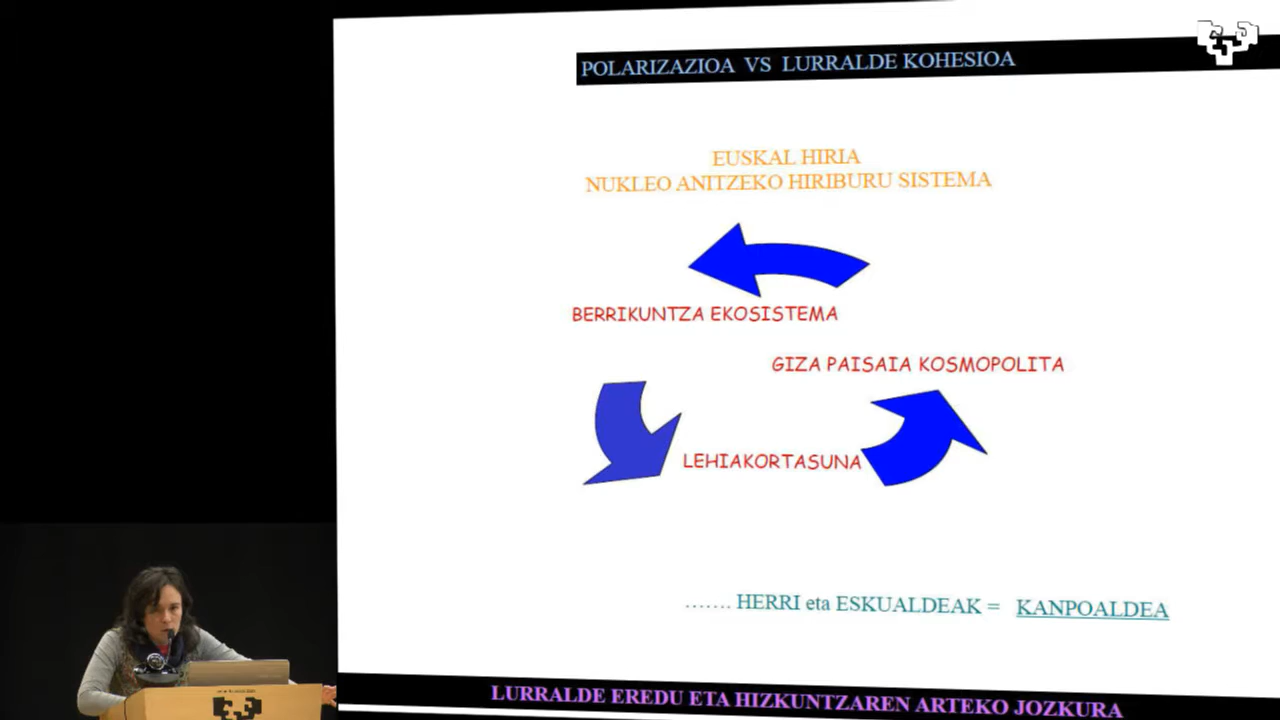 POLARIZAZIOA VS LURRALDE KOHESIOA
EUSKAL HIRIA
NUKLEO ANITZEKO HIRIBURU SISTEMA
BERRIKUNTZA EKOSISTEMA
GIZA PAISAIA KOSMOPOLITA
LEHIAKORTASUNA
……. HERRI eta ESKUALDEAK = KANPOALDEA
LURRALDE EREDU ETA HIZKUNTZAREN ARTEKO JOZKURA